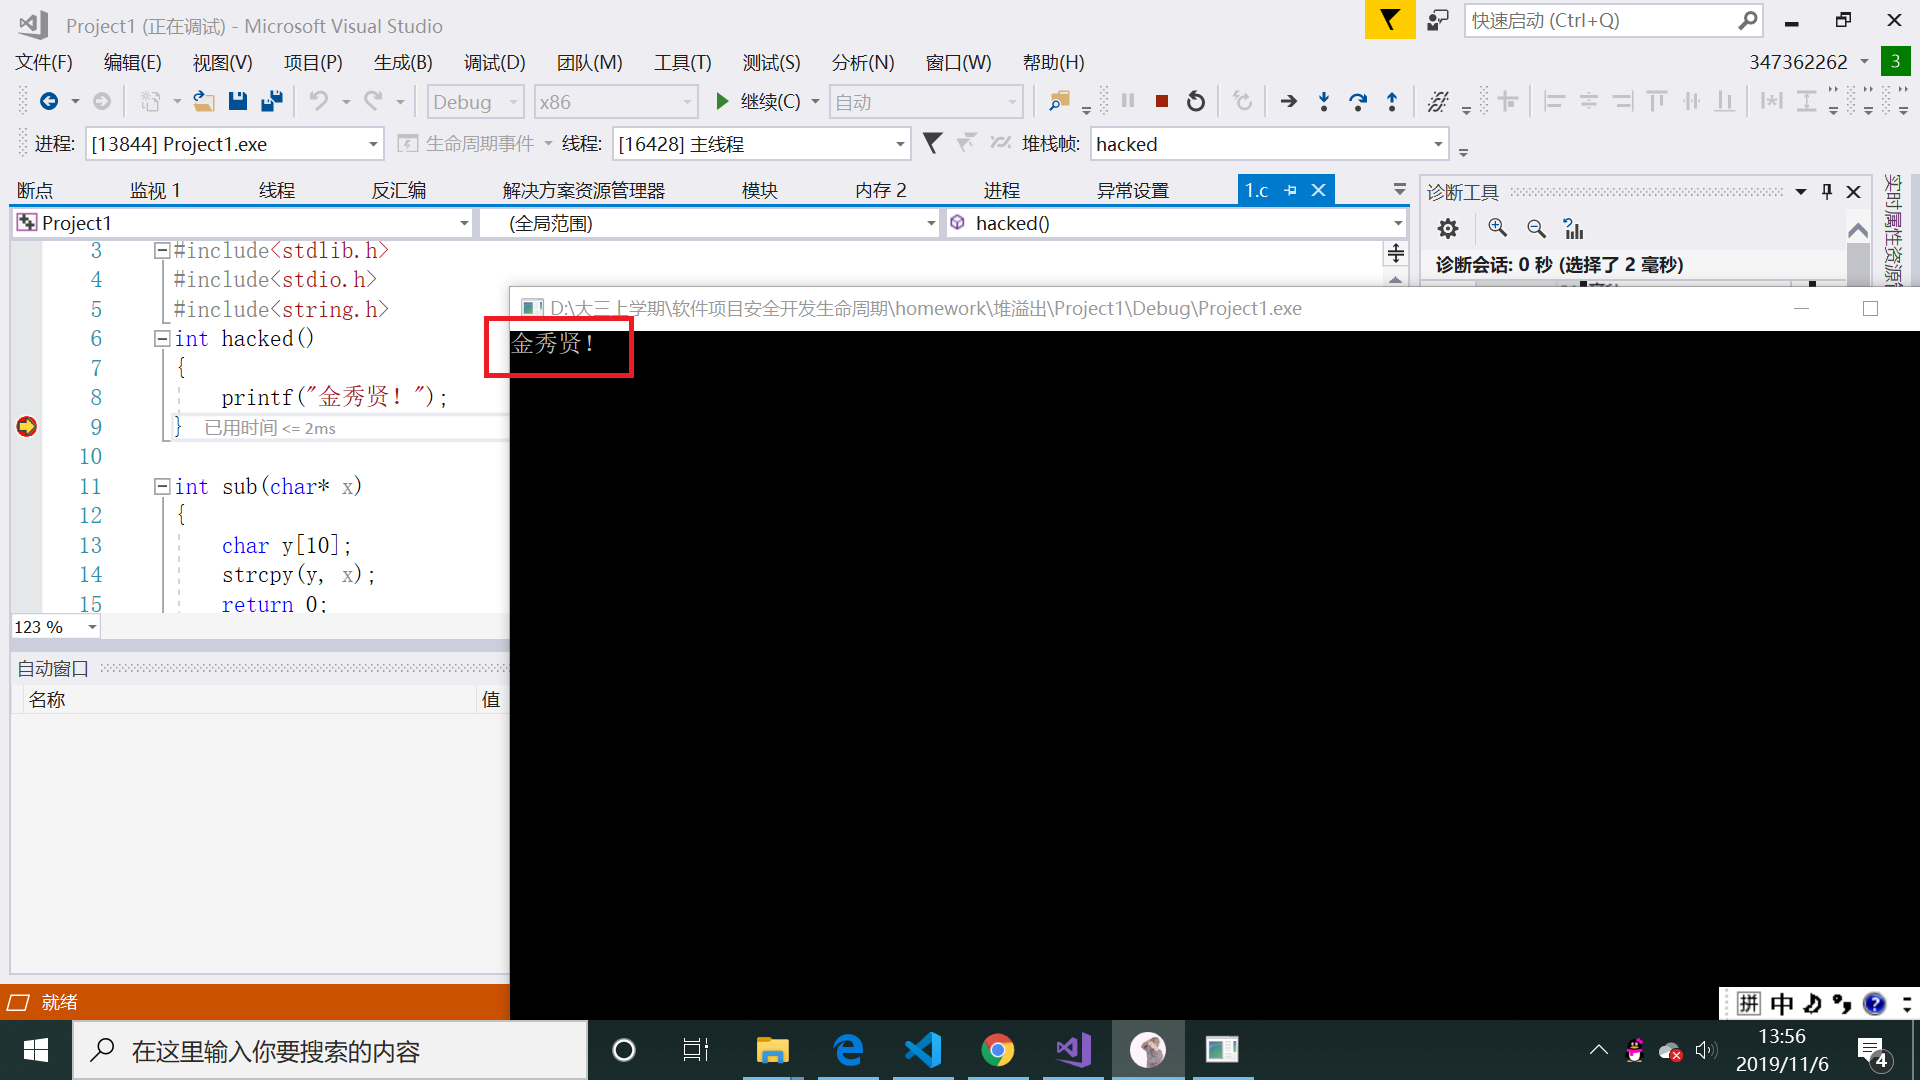 Project1 (正在调试) - Microsoft Visual Studio
快速启动 (Ctrl+Q)
文件(F) 编辑(E) 视图(V) 项目(P) 生成(B) 调试(D) 团队(M) 工具(T) 测试(S) 分析(N) 窗口(W) 帮助(H)
347362262
3
Debug x86 继续(C) 自动
进程: [13844] Project1.exe 生命周期事件 线程: [16428] 主线程 堆栈帧: hacked
断点 监视 1 线程 反汇编 解决方案资源管理器 模块 内存 2 进程 异常设置 1.c
诊断工具
Project1 (全局范围) hacked()
诊断会话: 0 秒 (选择了 2 毫秒)
3 #include<stdlib.h>
4 #include<stdio.h>
5 #include<string.h>
6 int hacked()
7 {
8 printf("金秀贤！");
9 } 已用时间 <= 2ms
10
11 int sub(char* x)
12 {
13 char y[10];
14 strcpy(y, x);
15 return 0;
123 %
自动窗口
名称 值
D:\大三上学期\软件项目安全开发生命周期\homework\堆溢出\Project1\Debug\Project1.exe
金秀贤！
就绪
拼 中
在这里输入你要搜索的内容
13:56
2019/11/6
4